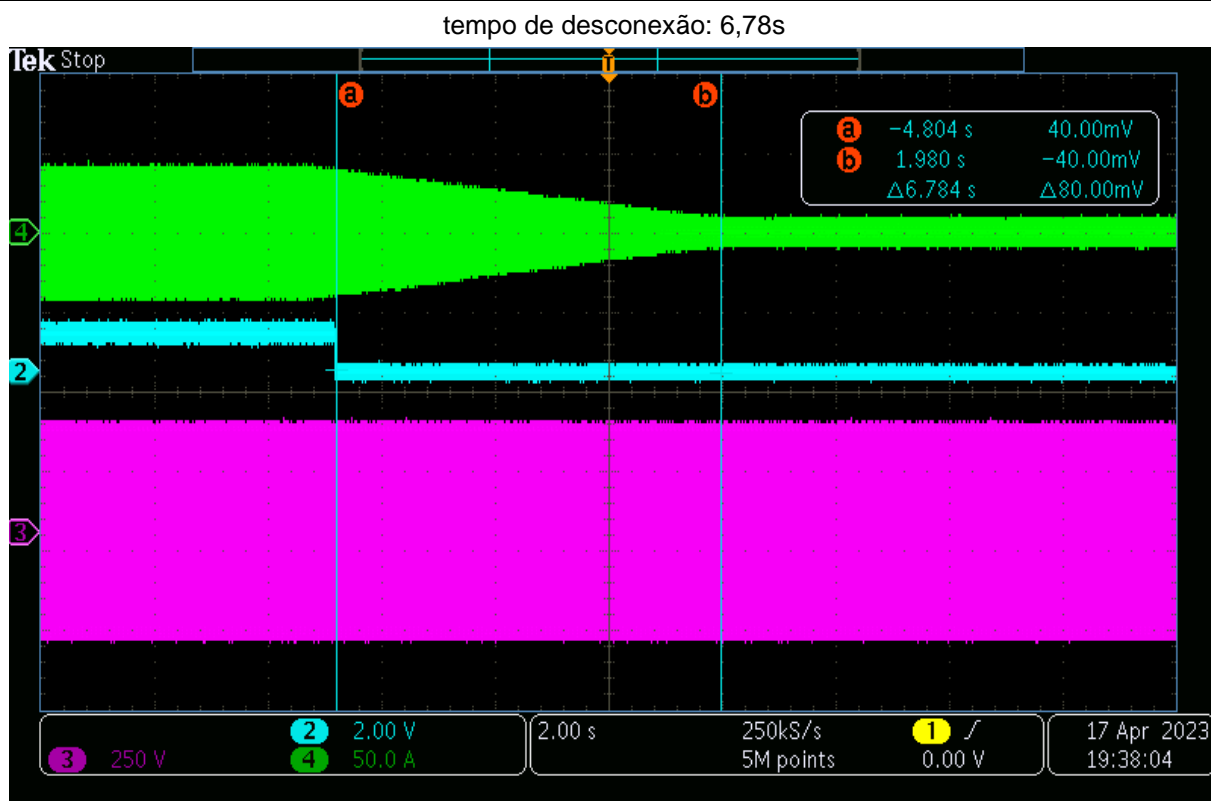 tempo de desconexão: 6,78s
Tek Stop
T
a b
a -4.804 s 40.00mV
b 1.980 s -40.00mV
△6.784 s △80.00mV
4
2
3
2 2.00 V 2.00 s 250kS/s 1 17 Apr 2023
3 250 V 4 50.0 A 5M points 0.00 V 19:38:04